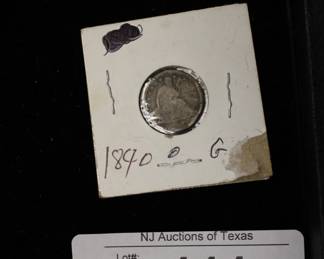 1840 O G
NJ Auctions of Texas
Lot#: